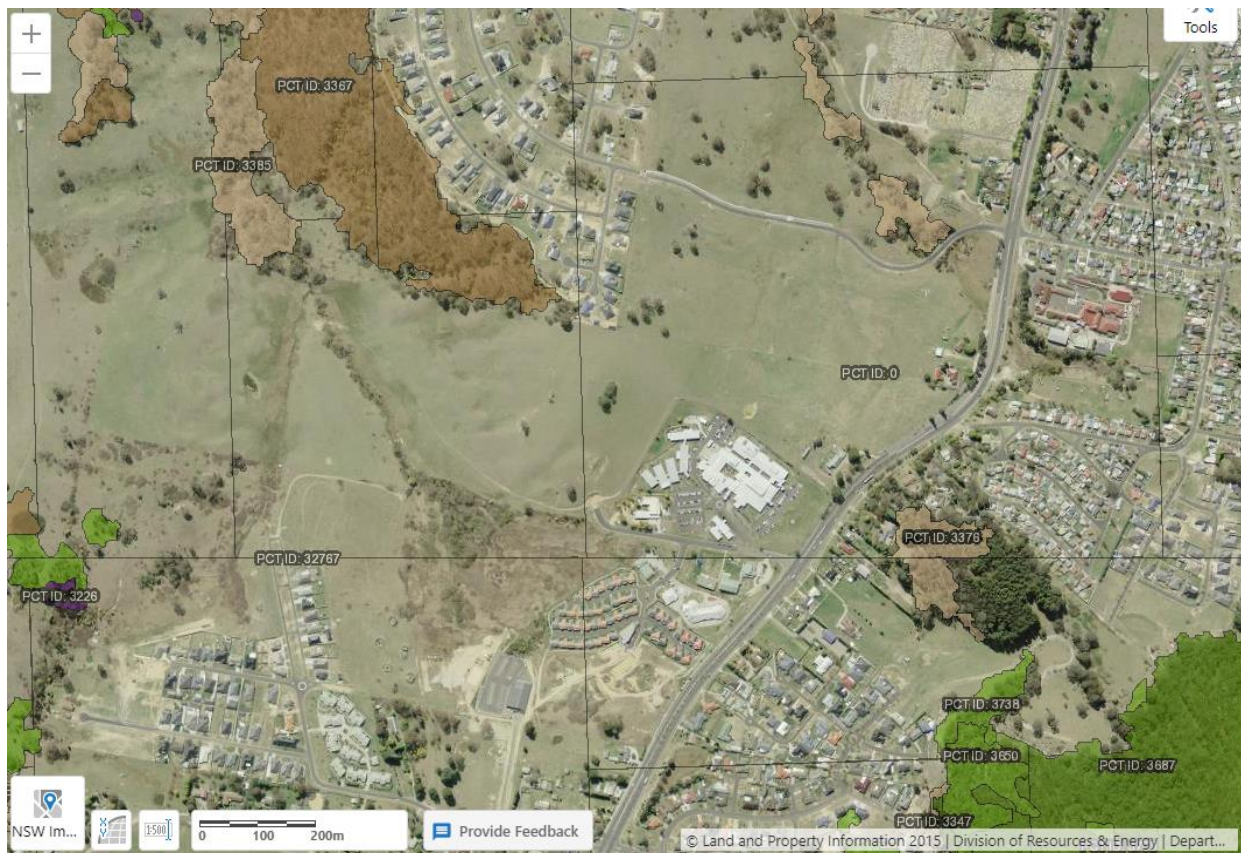 +
Tools
−
PCT ID: 3367
PCT ID: 3385
PCT ID: 0
PCT ID: 3376
PCT ID: 32767
PCT ID: 3226
PCT ID: 3738
PCT ID: 3650
PCT ID: 3687
NSW Im...
X
Y
1:500
0 100 200m
Provide Feedback
PCT ID: 3347
© Land and Property Information 2015 | Division of Resources & Energy | Depart...